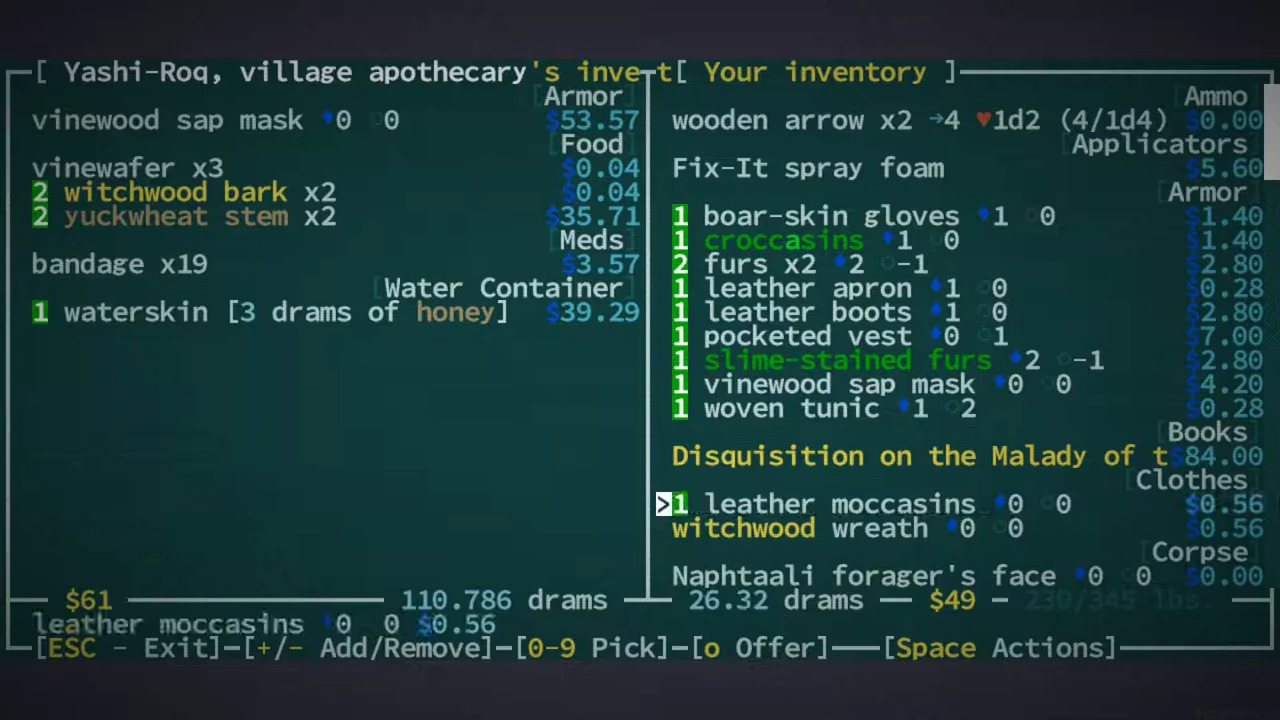 [ Yashi-Roq, village apothecary's inve t[ Your inventory ]
[Armor]
vinewood sap mask ♦0 ○0 $53.57
[Food]
vinewafer x3 $0.04
2 witchwood bark x2 $0.04
2 yuckwheat stem x2 $35.71
[Meds]
bandage x19 $3.57
[Water Container]
1 waterskin [3 drams of honey] $39.29
$61 110.786 drams
[Ammo]
wooden arrow x2 →4 ♥1d2 (4/1d4) $0.00
[Applicators]
Fix-It spray foam $5.60
[Armor]
1 boar-skin gloves ♦1 ○0 $1.40
1 croccasins ♦1 ○0 $1.40
2 furs x2 ♦2 ○-1 $2.80
1 leather apron ♦1 ○0 $0.28
1 leather boots ♦1 ○0 $2.80
1 pocketed vest ♦0 ○1 $7.00
1 slime-stained furs ♦2 ○-1 $2.80
1 vinewood sap mask ♦0 ○0 $4.20
1 woven tunic ♦1 ○2 $0.28
[Books]
Disquisition on the Malady of t$84.00
[Clothes]
>1 leather moccasins ♦0 ○0 $0.56
witchwood wreath ♦0 ○0 $0.56
[Corpse]
Naphtaali forager's face ♦0 ○0 $0.00
26.32 drams — $49 — 230/345 lbs.
leather moccasins ♦0 ○0 $0.56
[ESC - Exit]-[+/- Add/Remove]-[0-9 Pick]-[o Offer] [Space Actions]